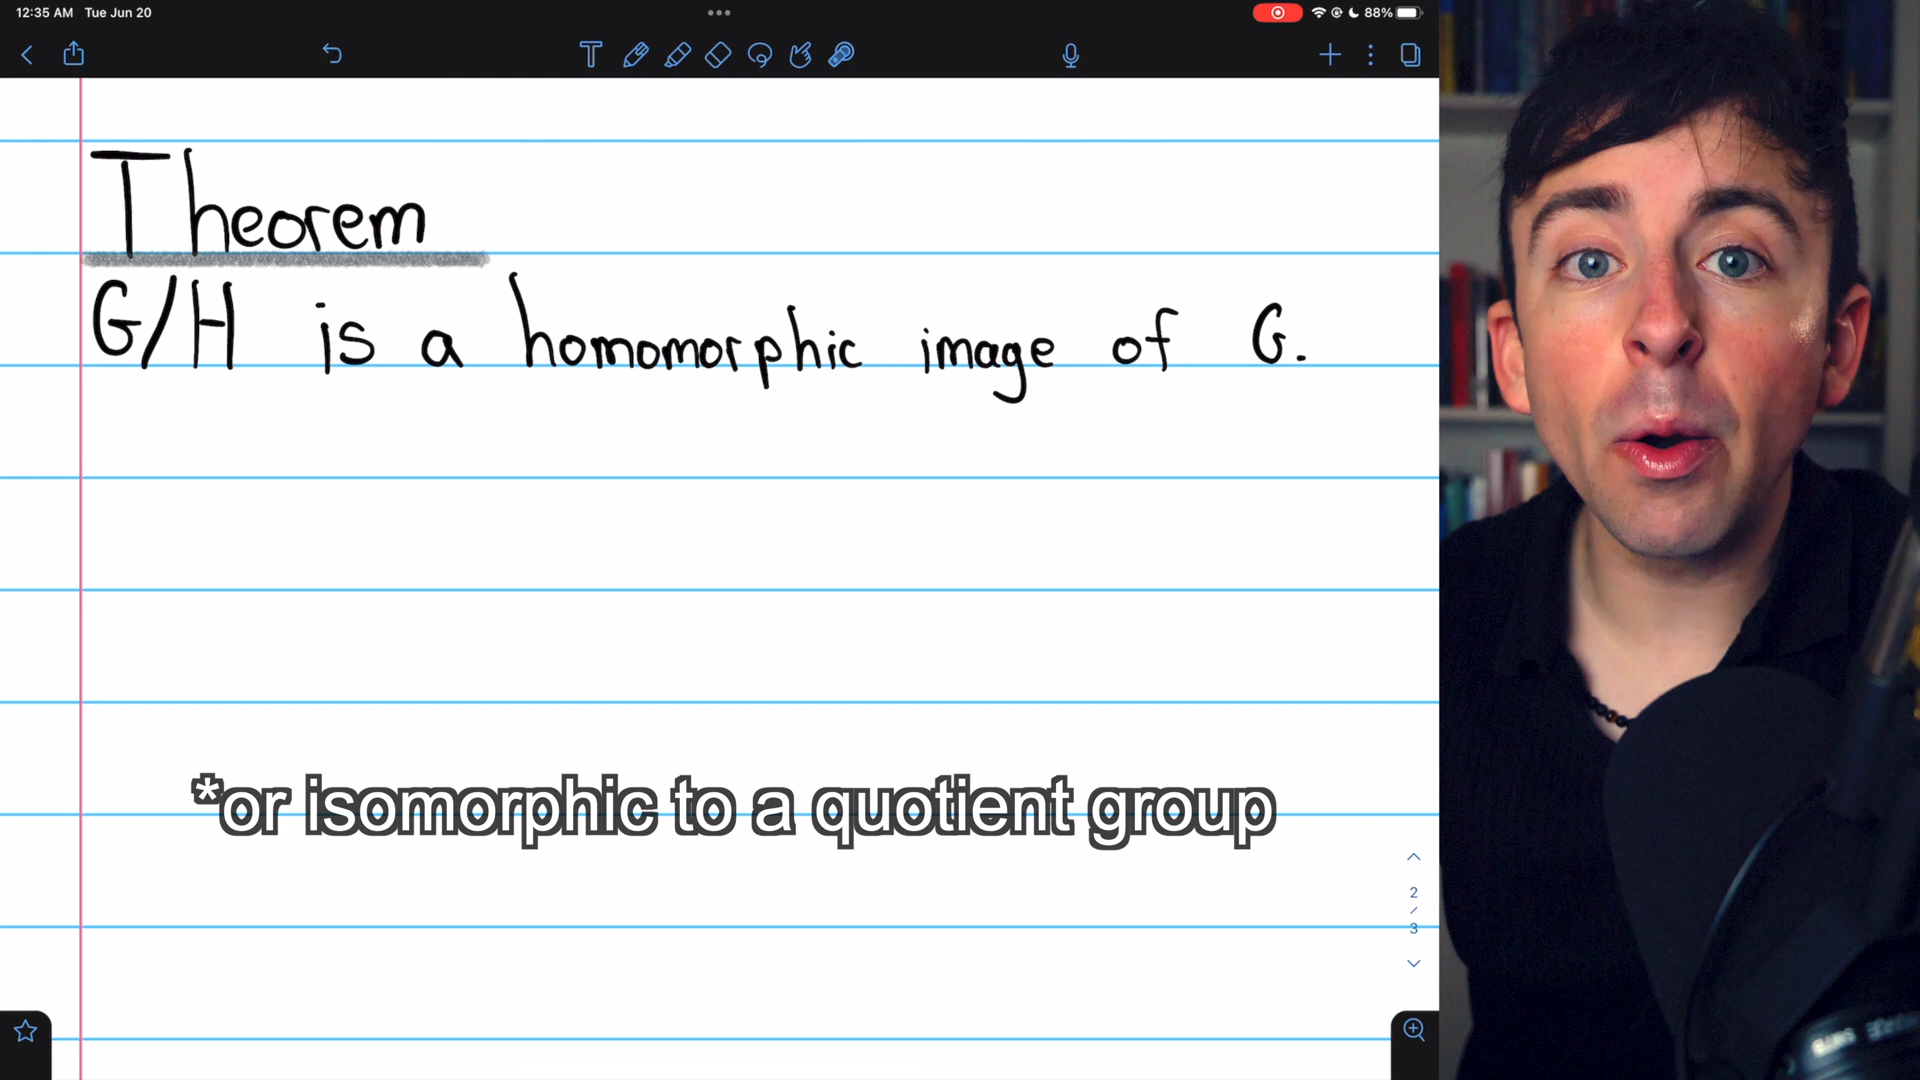 12:35 AM Tue Jun 20
88%
Theorem
G/H is a homomorphic image of G.
*or isomorphic to a quotient group
2
/
3